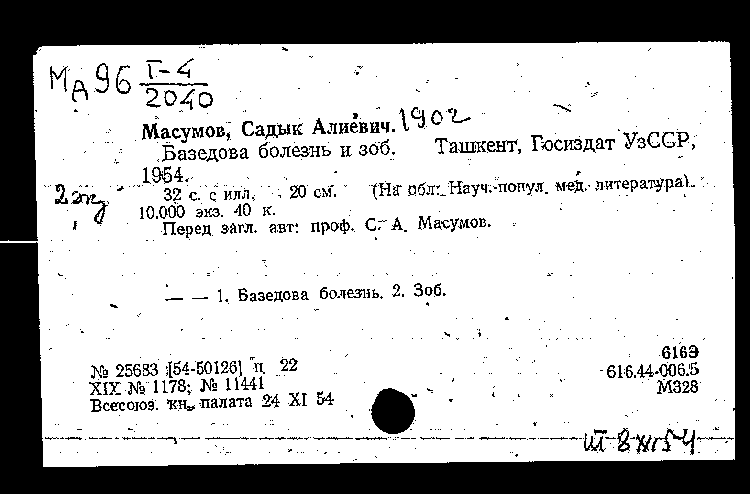 МА96 Г-4
2040
Масумов, Садык Алиевич. 1902
Базедова болезнь и зоб. Ташкент, Госиздат УзССР,
1954.
2 экз
32 с. с илл. 20 см. (На обл: Науч.-попул. мед. литература).
10.000 экз. 40 к.
Перед загл. авт: проф. С. А. Масумов.
— — 1. Базедова болезнь. 2. Зоб.
616Э
№ 25683 [54-50126] п 22
616.44-006.5
XIX № 1178; № 11441
М328
Всесоюз. кн. палата 24 XI 54